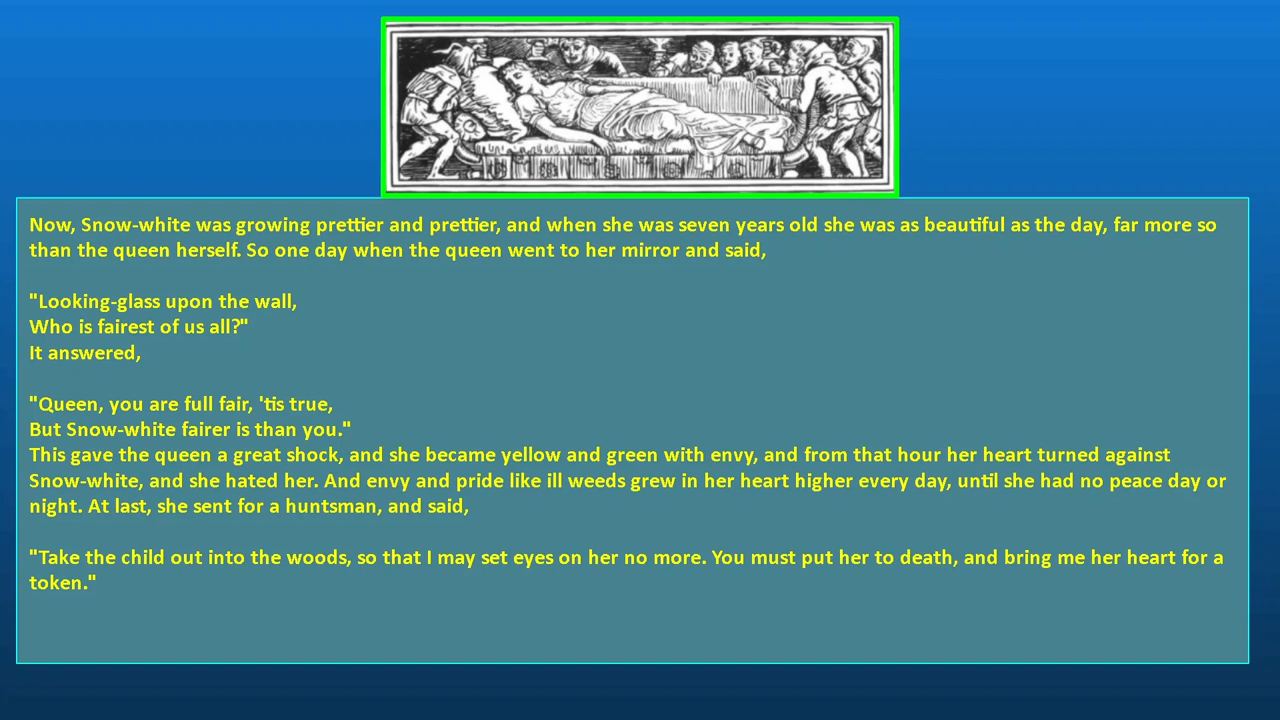 Now, Snow-white was growing prettier and prettier, and when she was seven years old she was as beautiful as the day, far more so
than the queen herself. So one day when the queen went to her mirror and said,
"Looking-glass upon the wall,
Who is fairest of us all?"
It answered,
"Queen, you are full fair, 'tis true,
But Snow-white fairer is than you."
This gave the queen a great shock, and she became yellow and green with envy, and from that hour her heart turned against
Snow-white, and she hated her. And envy and pride like ill weeds grew in her heart higher every day, until she had no peace day or
night. At last, she sent for a huntsman, and said,
"Take the child out into the woods, so that I may set eyes on her no more. You must put her to death, and bring me her heart for a
token."